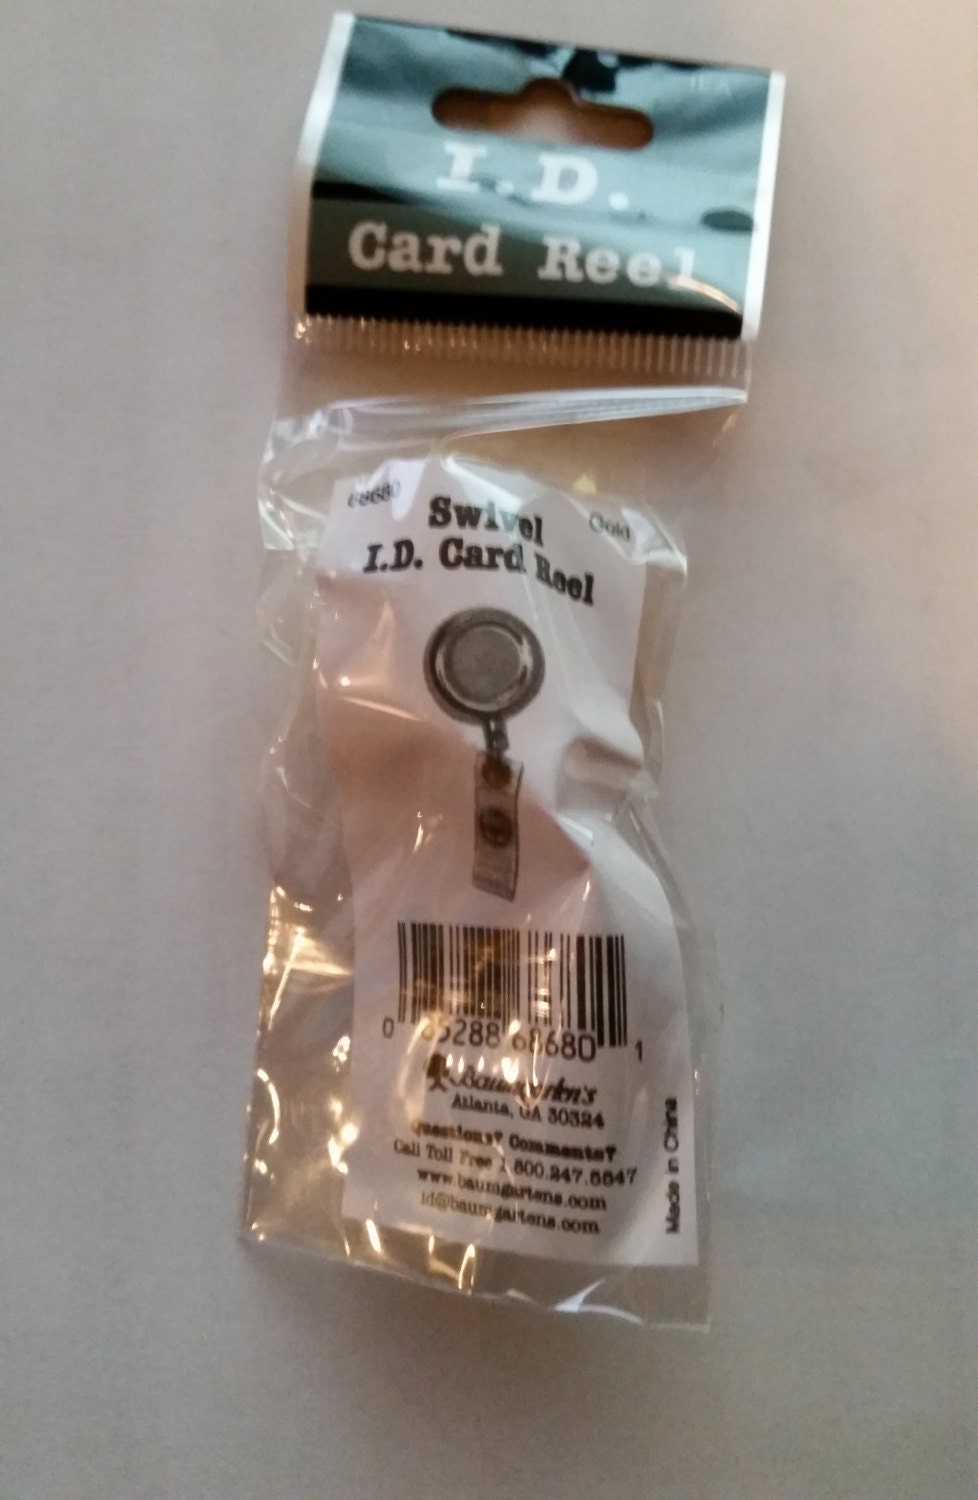 I.D.
Card Reel
68680
Gold
Swivel
I.D. Card Reel
0 68680 1
Baumgarten's
Atlanta, GA 30324
Questions? Comments?
Call Toll Free 1.800.247.5547
www.baumgartens.com
id@baumgartens.com
Made in China